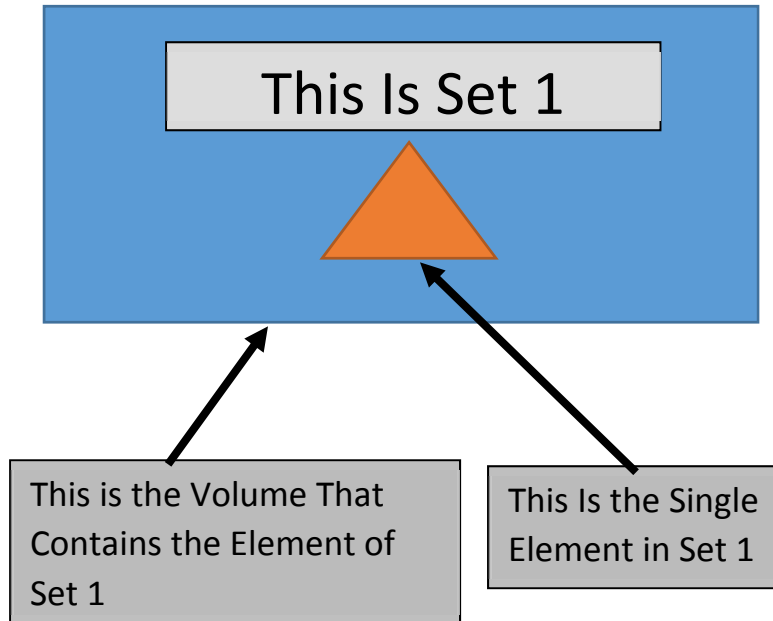 This Is Set 1
This is the Volume That
Contains the Element of
Set 1
This Is the Single
Element in Set 1